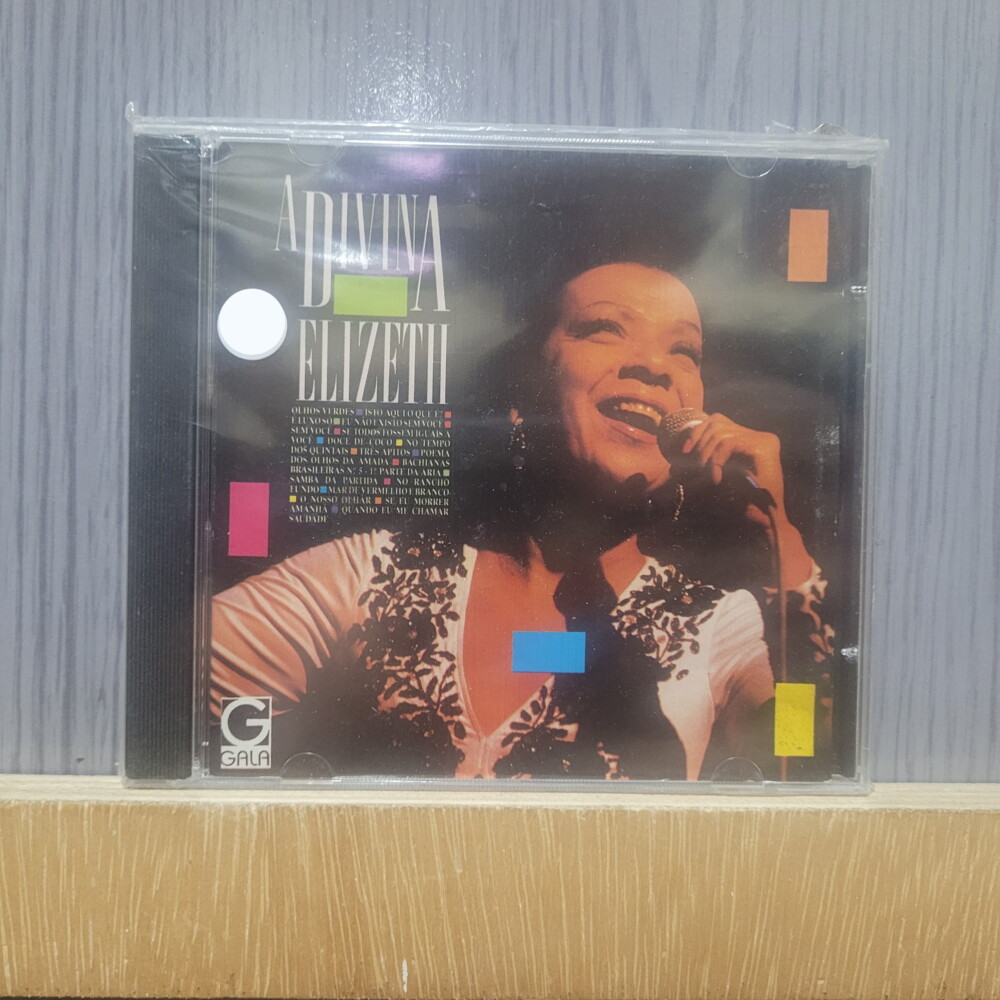 A DIVINA
ELIZETH
OLHOS VERDES ISTO AQUI O QUE É?
É LUXO SÓ EU NÃO EXISTO SEM VOCÊ
SEM VOCÊ SE TODOS FOSSEM IGUAIS A
VOCÊ DOCE-DE-COCO NO TEMPO
DOS QUINTAIS TRÊS APITOS POEMA
DOS OLHOS DA AMADA BACHIANAS
BRASILEIRAS Nº 5 - 1ª PARTE DA ARIA
SAMBA DA PARTIDA NO RANCHO
FUNDO MAR DE VERMELHO E BRANCO
O NOSSO OLHAR SE EU MORRER
AMANHÃ QUANDO EU ME CHAMAR
SAUDADE
G
GALA